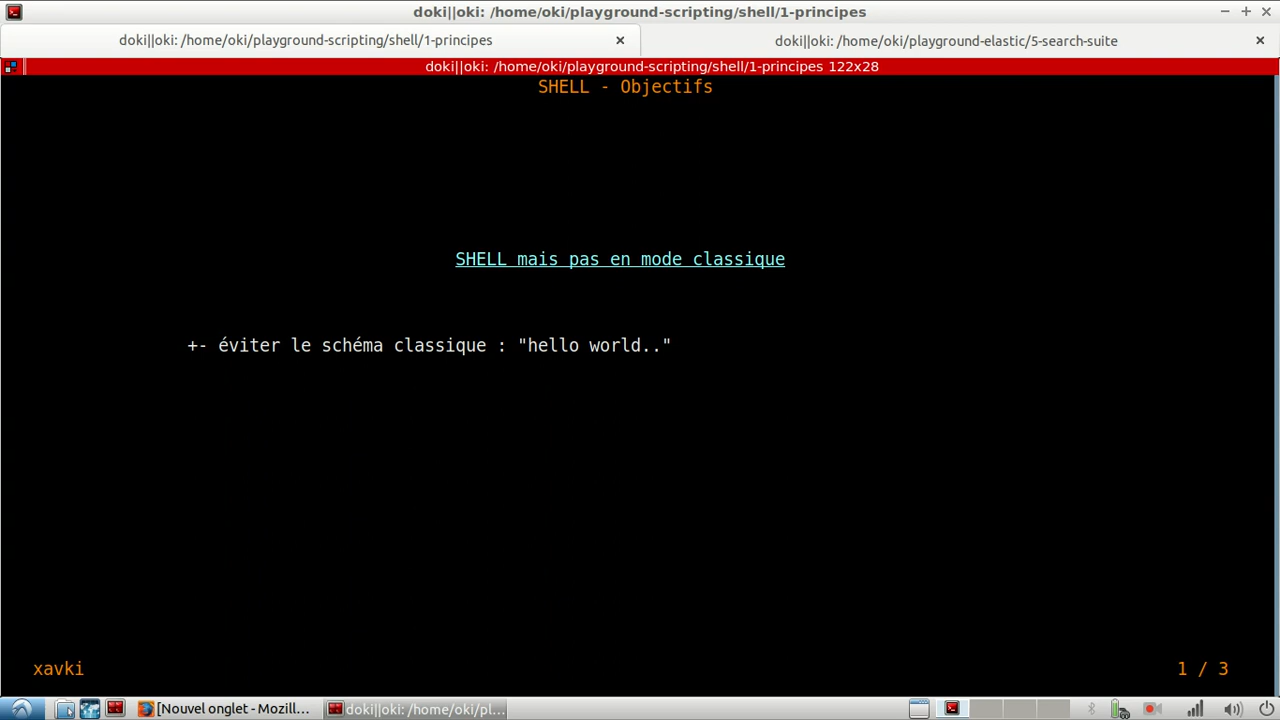 doki||oki: /home/oki/playground-scripting/shell/1-principes
doki||oki: /home/oki/playground-scripting/shell/1-principes
doki||oki: /home/oki/playground-elastic/5-search-suite
doki||oki: /home/oki/playground-scripting/shell/1-principes 122x28
SHELL - Objectifs
SHELL mais pas en mode classique
+- éviter le schéma classique : "hello world.."
xavki
1 / 3
[Nouvel onglet - Mozill...
doki||oki: /home/oki/pl...